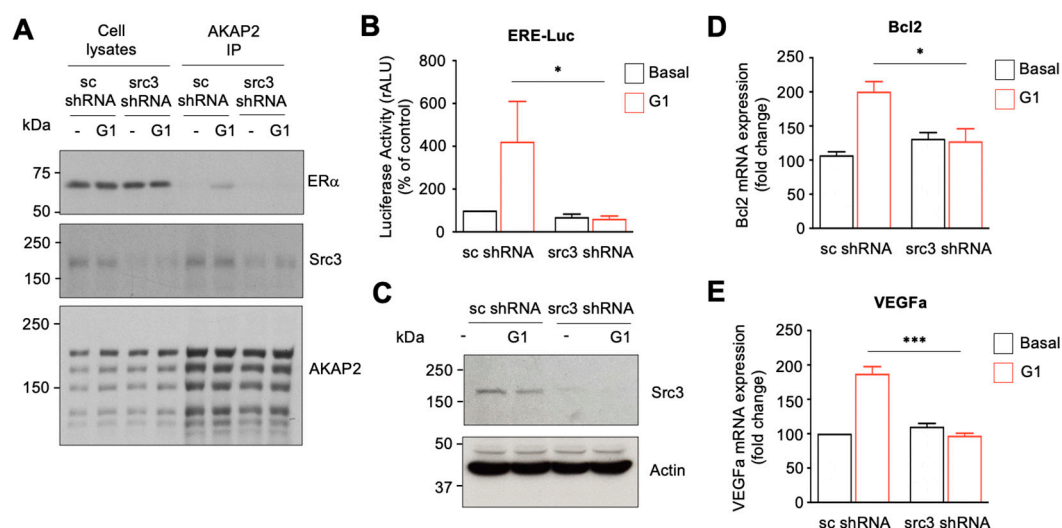 A
Cell
lysates
AKAP2
IP
sc
shRNA
src3
shRNA
sc
shRNA
src3
shRNA
kDa
- G1 - G1 - G1 - G1
75
50
ERα
250
150
Src3
250
150
AKAP2
B
ERE-Luc
Luciferase Activity (rALU)
(% of control)
800
600
400
200
0
*
Basal
G1
sc shRNA src3 shRNA
C
sc shRNA src3 shRNA
kDa - G1 - G1
250
150
Src3
50
37
Actin
D
Bcl2
Bcl2 mRNA expression
(fold change)
250
200
150
100
50
0
*
Basal
G1
sc shRNA src3 shRNA
E
VEGFa
VEGFa mRNA expression
(fold change)
250
200
150
100
50
0
***
Basal
G1
sc shRNA src3 shRNA